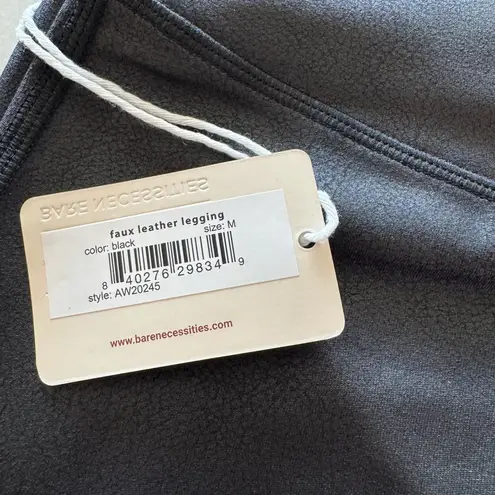 BARE NECESSITIES
faux leather legging
color: black size: M
8 40276 29834 9
style: AW20245
www.barenecessities.com